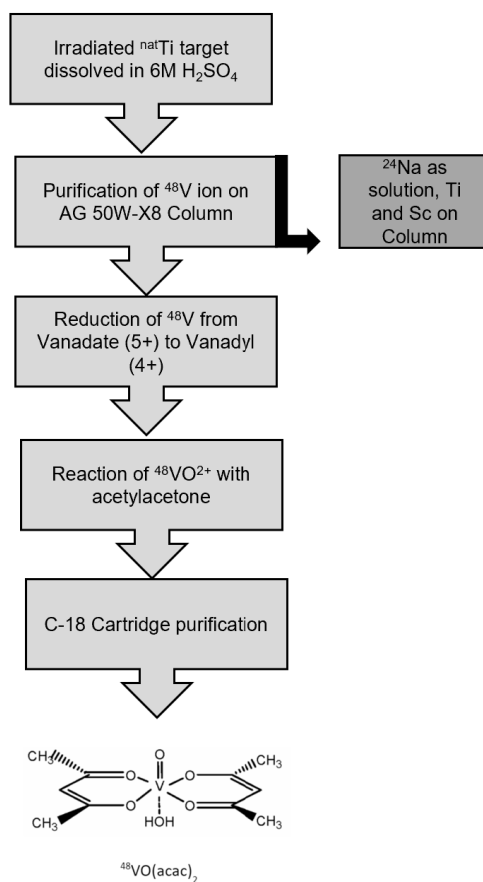 Irradiated ⁿᵃᵗTi target
dissolved in 6M H₂SO₄
Purification of ⁴⁸V ion on
AG 50W-X8 Column
²⁴Na as
solution, Ti
and Sc on
Column
Reduction of ⁴⁸V from
Vanadate (5+) to Vanadyl
(4+)
Reaction of ⁴⁸VO²⁺ with
acetylacetone
C-18 Cartridge purification
O
CH₃ CH₃
O O
V
O O
CH₃ HOH CH₃
⁴⁸VO(acac)₂